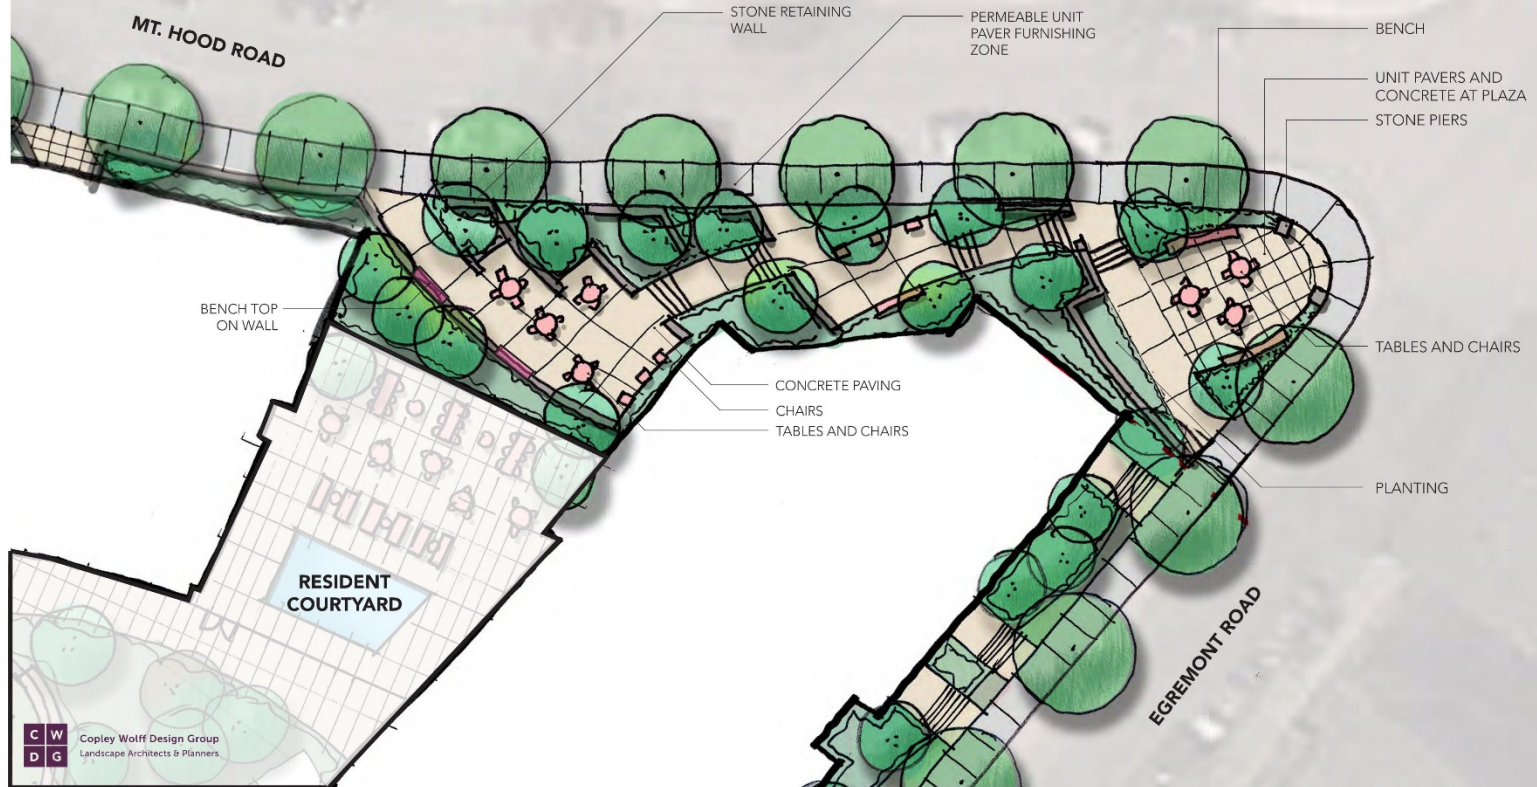 MT. HOOD ROAD
STONE RETAINING
WALL
PERMEABLE UNIT
PAVER FURNISHING
ZONE
BENCH
UNIT PAVERS AND
CONCRETE AT PLAZA
STONE PIERS
BENCH TOP
ON WALL
TABLES AND CHAIRS
CONCRETE PAVING
CHAIRS
TABLES AND CHAIRS
PLANTING
RESIDENT
COURTYARD
EGREMONT ROAD
C W
D G
Copley Wolff Design Group
Landscape Architects & Planners